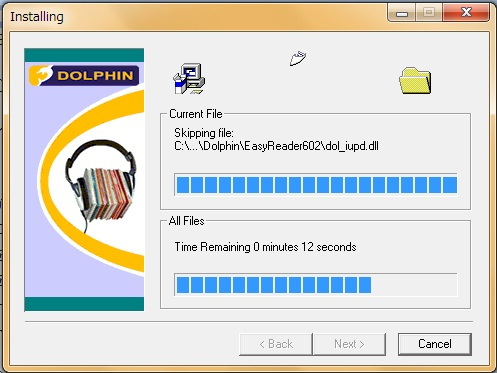 Installing
DOLPHIN
Current File
Skipping file:
C:\...\Dolphin\EasyReader602\dol_iupd.dll
All Files
Time Remaining 0 minutes 12 seconds
< Back
Next >
Cancel